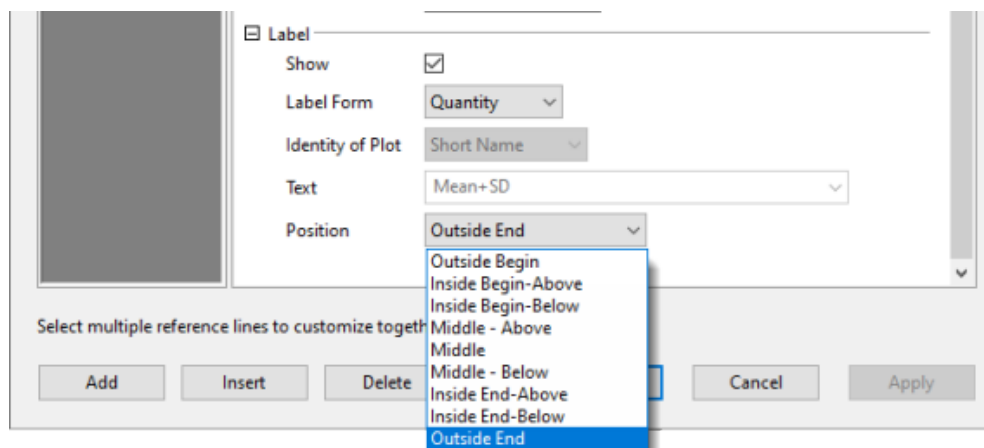 Label
Show
Label Form Quantity
Identity of Plot Short Name
Text Mean+SD
Position Outside End
Outside Begin
Inside Begin-Above
Inside Begin-Below
Select multiple reference lines to customize togeth
Middle - Above
Middle
Middle - Below
Inside End-Above
Inside End-Below
Outside End
Add Insert Delete Cancel Apply